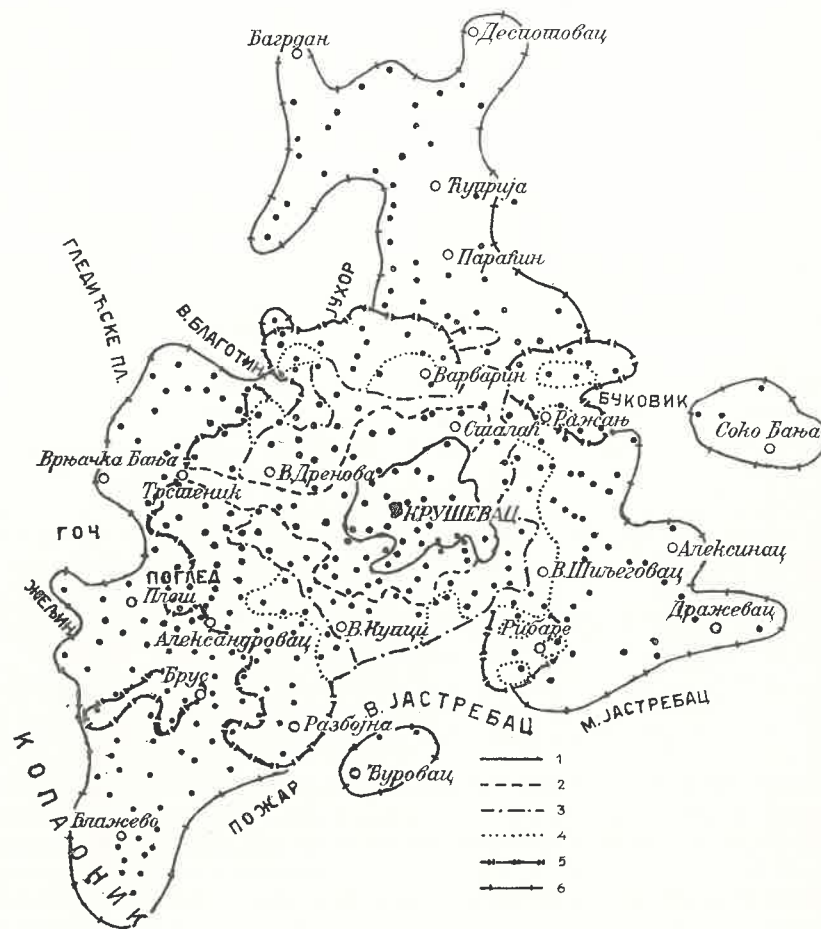 Багрдан
Деспотовац
Ћуприја
Параћин
ГЛЕДИЋСКЕ ПЛ.
В. БЛАГОТИНА
ЈУХОР
Варварин
БУКОВИК
Ражањ
Сталаћ
Соко Бања
Врњачка Бања
Трстеник
В. Дренова
КРУШЕВАЦ
ГОЧ
Алексинац
ПОГЛЕД
В. Шиљеговац
ЖЕЉИН
Плеш
Дражевац
Александровац
В. Купци
Рибаре
Брус
В. ЈАСТРЕБАЦ
М. ЈАСТРЕБАЦ
Разбојна
КОПАОНИК
Ђуровац
ПОЖАР
Блажево
1
2
3
4
5
6